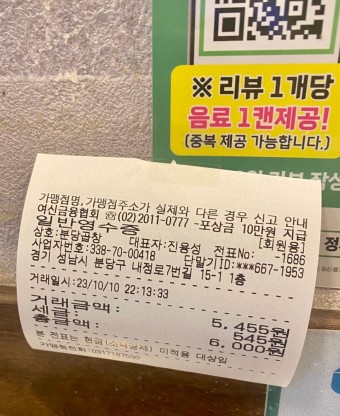 ※ 리뷰 1개당
음료 1캔제공!
(중복 제공 가능합니다.)
가맹점명, 가맹점주소가 실제와 다른 경우 신고 안내
여신금융협회 ☎(02)2011-0777 -포상금 10만원 지급
일반영수증 [회원용]
상호:분당곱창 대표자:진용성 전표No: -1686
사업자번호:338-70-00418 단말기ID:***667-1953
경기 성남시 분당구 내정로7번길 15-1 1층
거래일시:23/10/10 22:13:33
거래금액: 5,455원
세금: 545원
총금액: 6,000원
본 전표는 현금(소득공제) 미적용 대상임
가맹점전화: